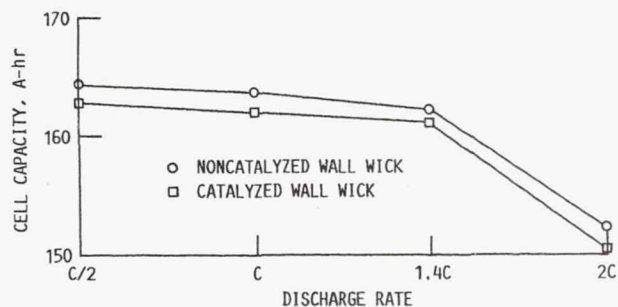 170
160
150
CELL CAPACITY, A-hr
NONCATALYZED WALL WICK
CATALYZED WALL WICK
C/2
C
1.4C
2C
DISCHARGE RATE